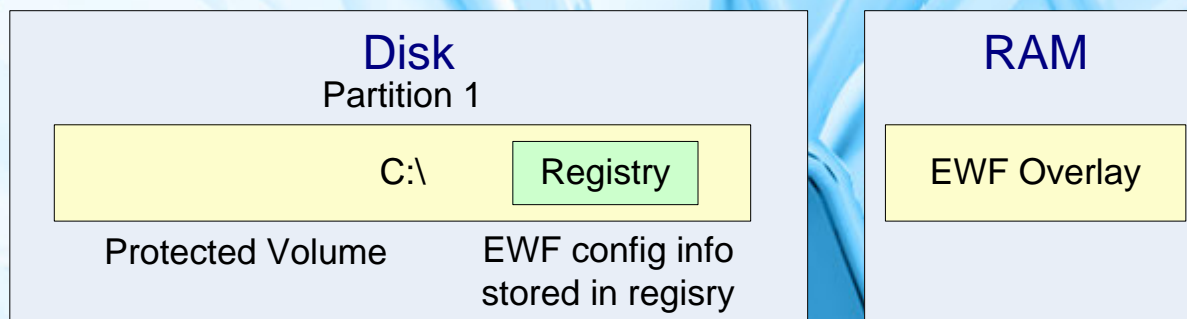 Disk
Partition 1
C:\
Registry
Protected Volume
EWF config info
stored in regisry
RAM
EWF Overlay